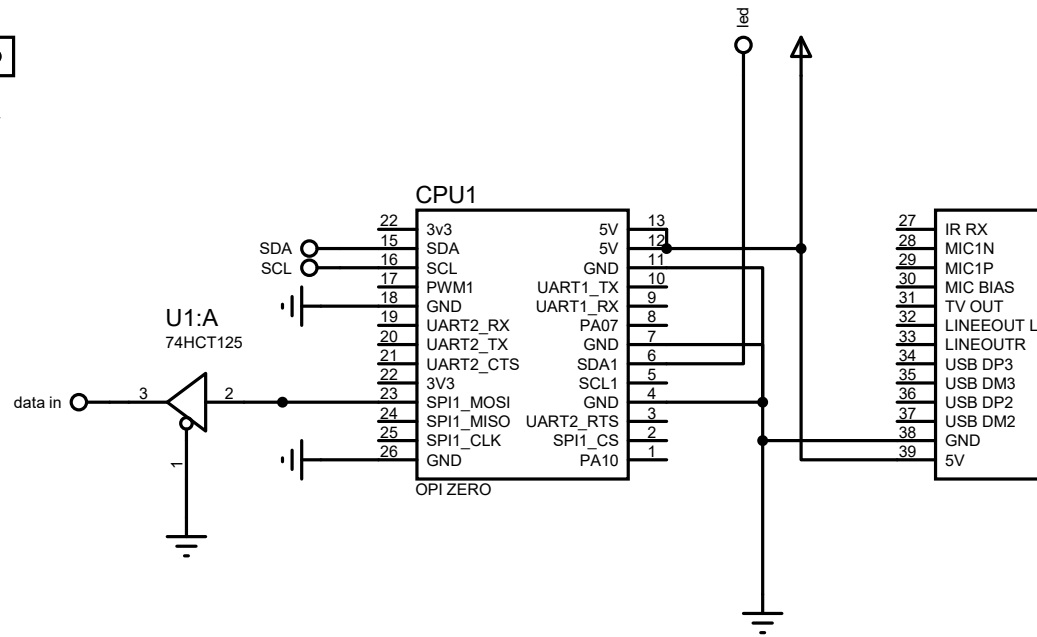 led
CPU1
22 3v3 5V 13
15 SDA 5V 12
16 SCL GND 11
17 PWM1 UART1_TX 10
18 GND UART1_RX 9
19 UART2_RX PA07 8
20 UART2_TX GND 7
21 UART2_CTS SDA1 6
22 3V3 SCL1 5
23 SPI1_MOSI GND 4
24 SPI1_MISO UART2_RTS 3
25 SPI1_CLK SPI1_CS 2
26 GND PA10 1
OPI ZERO
SDA
SCL
U1:A
74HCT125
data in
3
2
1
27 IR RX
28 MIC1N
29 MIC1P
30 MIC BIAS
31 TV OUT
32 LINEEOUT L
33 LINEOUTR
34 USB DP3
35 USB DM3
36 USB DP2
37 USB DM2
38 GND
39 5V